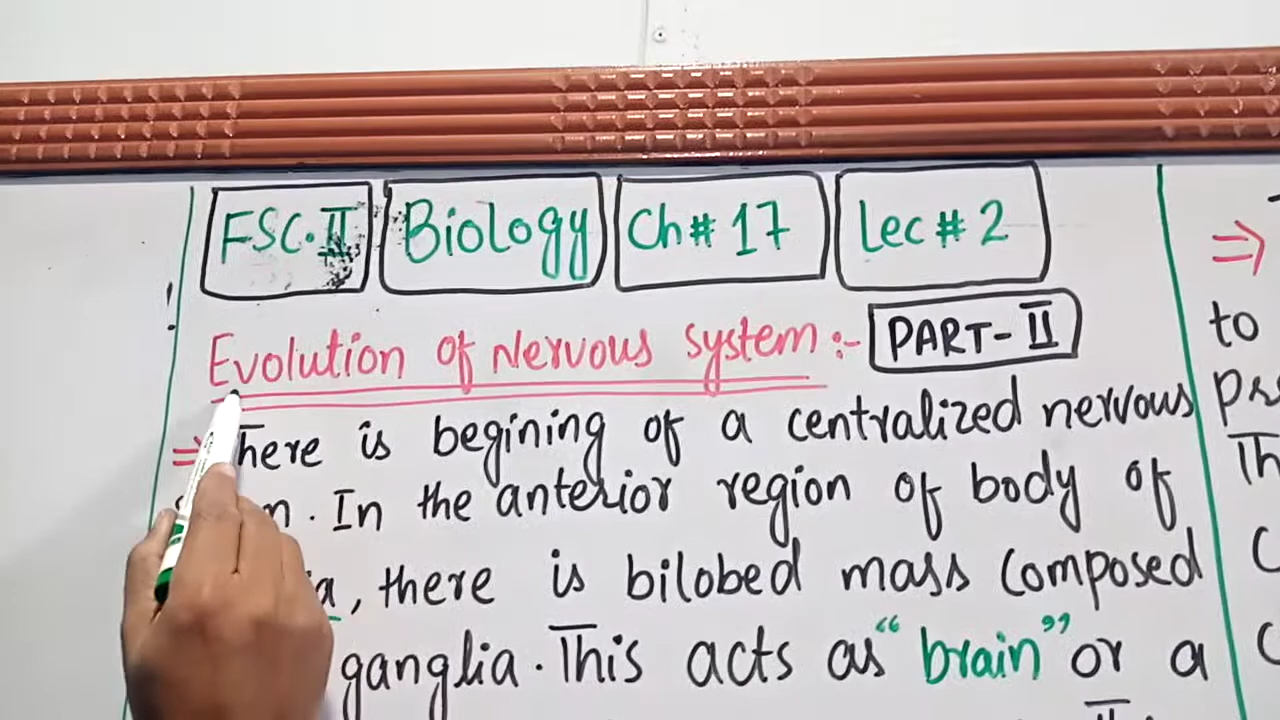 FSC.II Biology Ch# 17 Lec # 2
Evolution of Nervous system :- PART-II
⇒ There is begining of a centralized nervous
. In the anterior region of body of
, there is bilobed mass composed
ganglia. This acts as "brain" or a
⇒
to